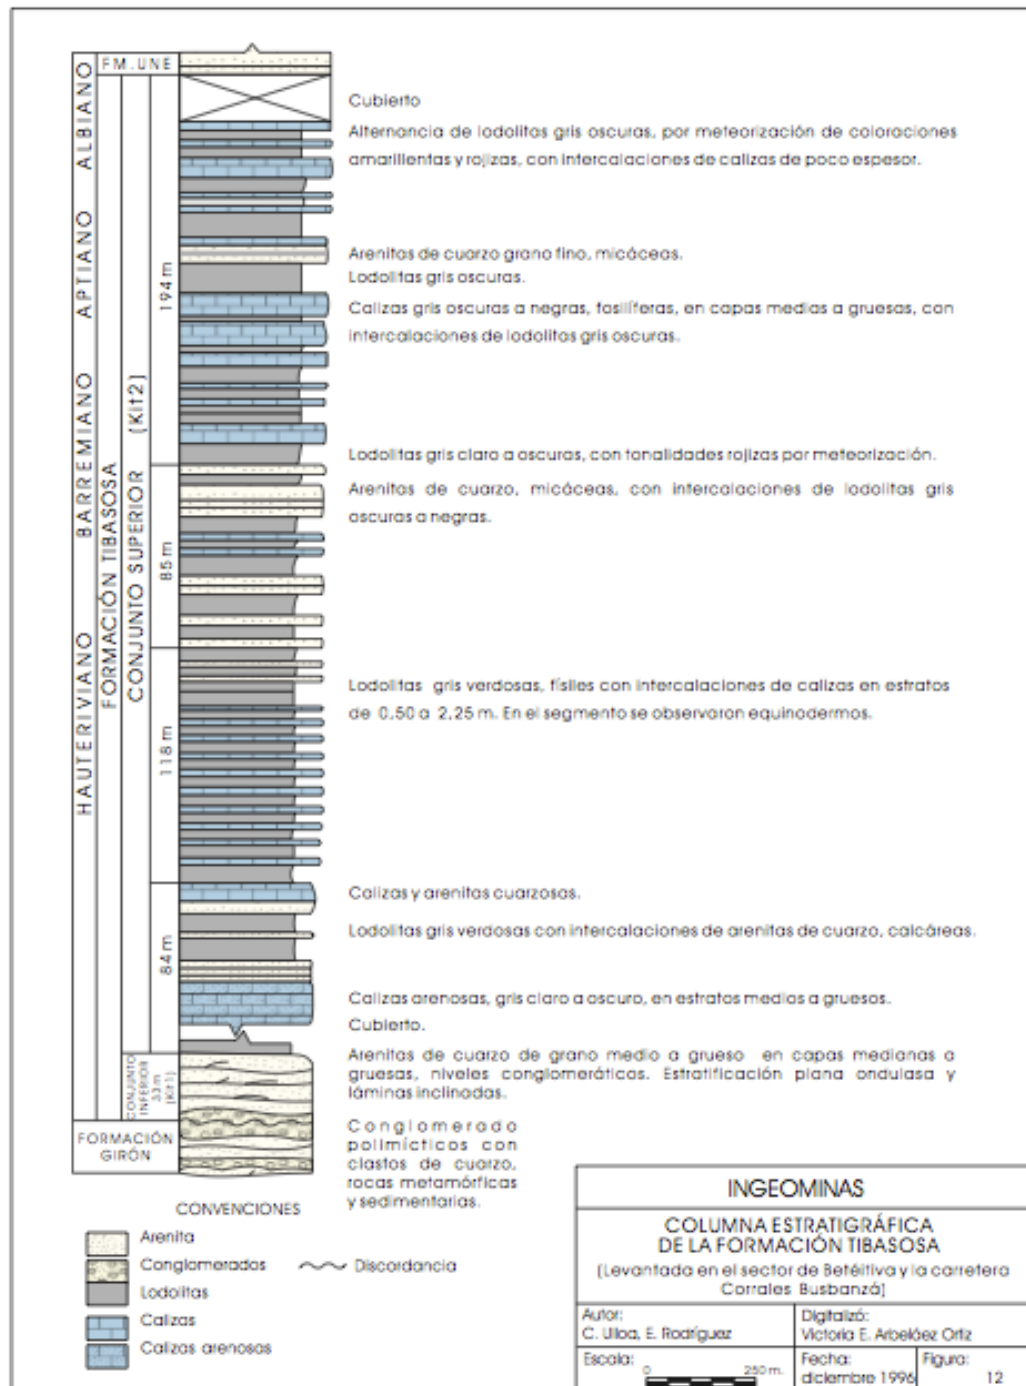 FM. UNE
ALBIANO
APTIANO
BARREMIANO
HAUTERIVIANO
FORMACIÓN TIBASOSA
CONJUNTO SUPERIOR (Kit2)
194 m
85 m
118 m
84 m
CONJUNTO
INFERIOR
53 m
(Kit1)
FORMACIÓN
GIRÓN
Cubierto
Alternancia de lodolitas gris oscuras, por meteorización de coloraciones
amarillentas y rojizas, con intercalaciones de calizas de poco espesor.
Arenitas de cuarzo grano fino, micáceas.
Lodolitas gris oscuras.
Calizas gris oscuras a negras, fosilíferas, en capas medias a gruesas, con
intercalaciones de lodolitas gris oscuras.
Lodolitas gris claro a oscuras, con tonalidades rojizas por meteorización.
Arenitas de cuarzo, micáceas, con intercalaciones de lodolitas gris
oscuras a negras.
Lodolitas gris verdosas, físiles con intercalaciones de calizas en estratos
de 0,50 a 2,25 m. En el segmento se observaron equinodermos.
Calizas y arenitas cuarzosas.
Lodolitas gris verdosas con intercalaciones de arenitas de cuarzo, calcáreas.
Calizas arenosas, gris claro a oscuro, en estratos medios a gruesos.
Cubierto.
Arenitas de cuarzo de grano medio a grueso en capas medianas a
gruesas, niveles conglomeráticos. Estratificación plana ondulasa y
láminas inclinadas.
Conglomerado
polimícticos con
clastos de cuarzo,
rocas metamórficas
y sedimentarias.
CONVENCIONES
Arenita
Conglomerados
Discordancia
Lodolitas
Calizas
Calizas arenosas
INGEOMINAS
COLUMNA ESTRATIGRÁFICA
DE LA FORMACIÓN TIBASOSA
(Levantada en el sector de Betéitiva y la carretera
Corrales Busbanzá)
Autor:
C. Ulloa, E. Rodríguez
Digitalizó:
Victoria E. Arbeláez Ortiz
Escala:
0 250 m.
Fecha:
diciembre 1996
Figura:
12